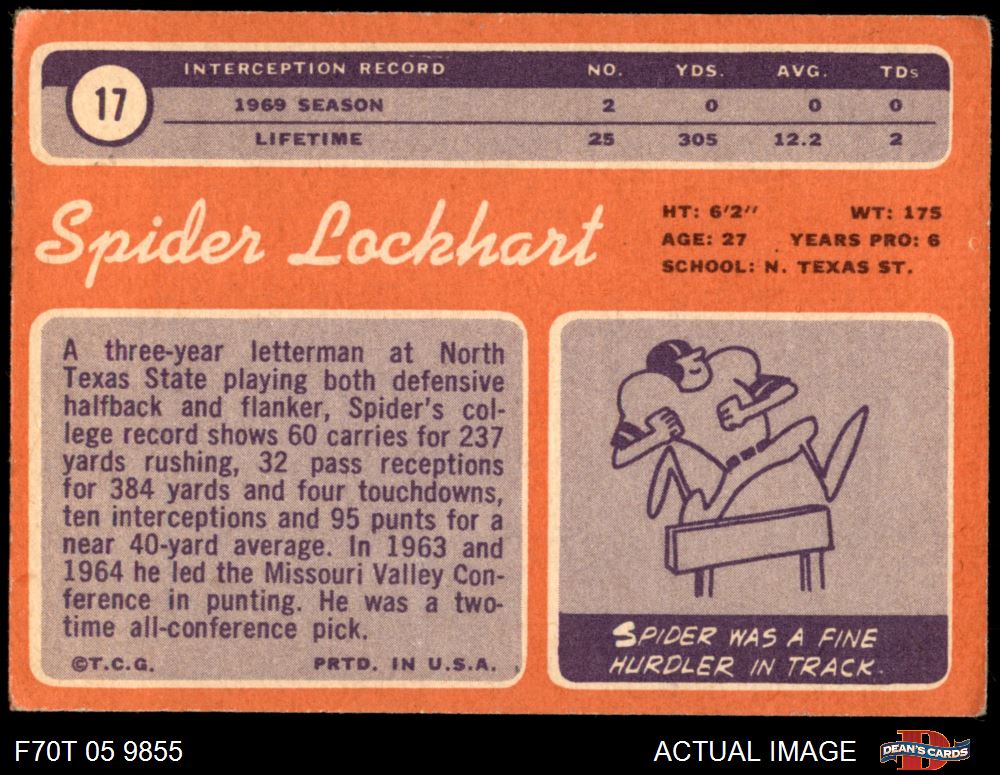 17
INTERCEPTION RECORD NO. YDS. AVG. TDs
1969 SEASON 2 0 0 0
LIFETIME 25 305 12.2 2
Spider Lockhart
HT: 6'2" WT: 175
AGE: 27 YEARS PRO: 6
SCHOOL: N. TEXAS ST.
A three-year letterman at North
Texas State playing both defensive
halfback and flanker, Spider's col-
lege record shows 60 carries for 237
yards rushing, 32 pass receptions
for 384 yards and four touchdowns,
ten interceptions and 95 punts for a
near 40-yard average. In 1963 and
1964 he led the Missouri Valley Con-
ference in punting. He was a two-
time all-conference pick.
©T.C.G. PRTD. IN U.S.A.
SPIDER WAS A FINE
HURDLER IN TRACK.
F70T 05 9855 ACTUAL IMAGE DEAN'S CARDS